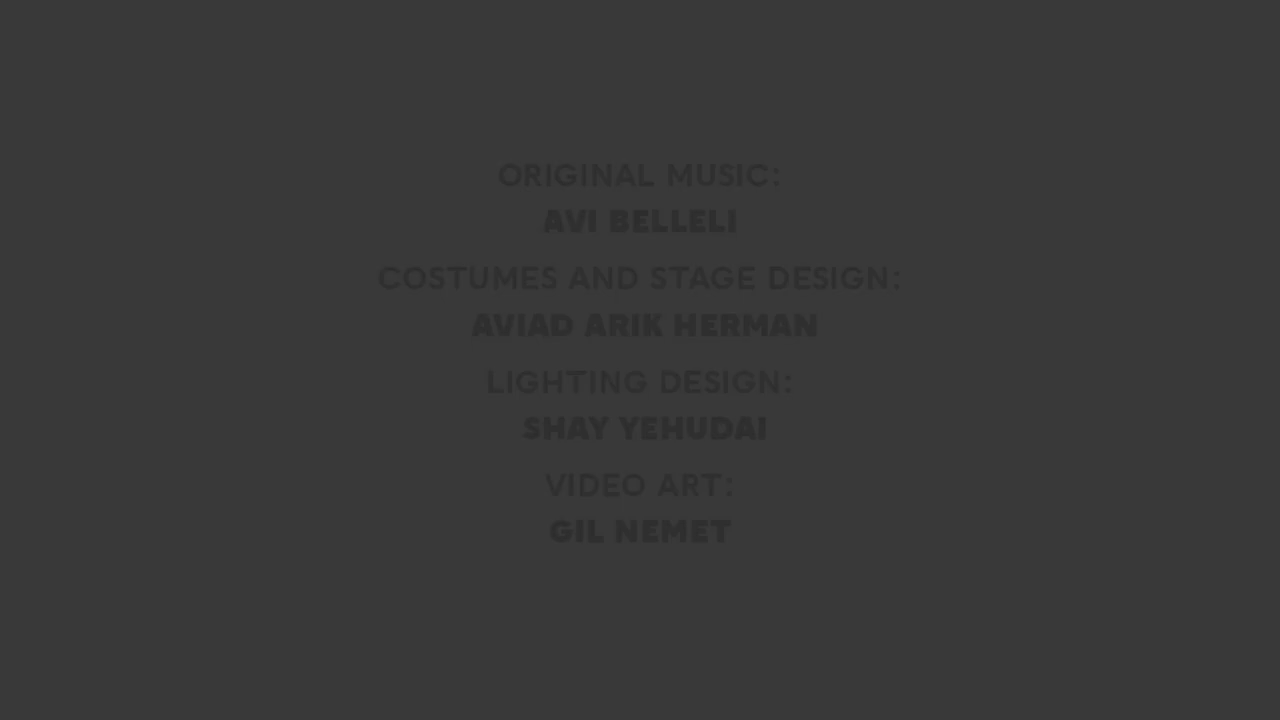 ORIGINAL MUSIC:
AVI BELLELI
COSTUMES AND STAGE DESIGN:
AVIAD ARIK HERMAN
LIGHTING DESIGN:
SHAY YEHUDAI
VIDEO ART:
GIL NEMET